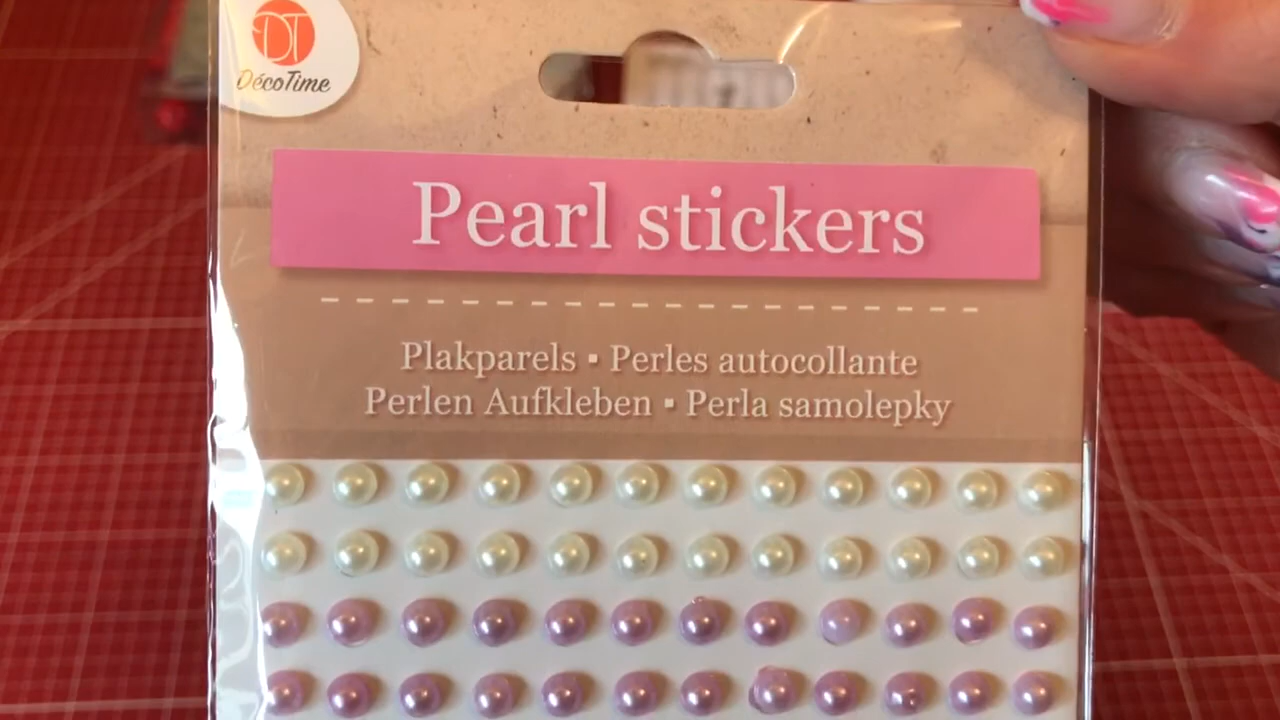 DT
DécoTime
Pearl stickers
Plakparels ▪ Perles autocollante
Perlen Aufkleben ▪ Perla samolepky